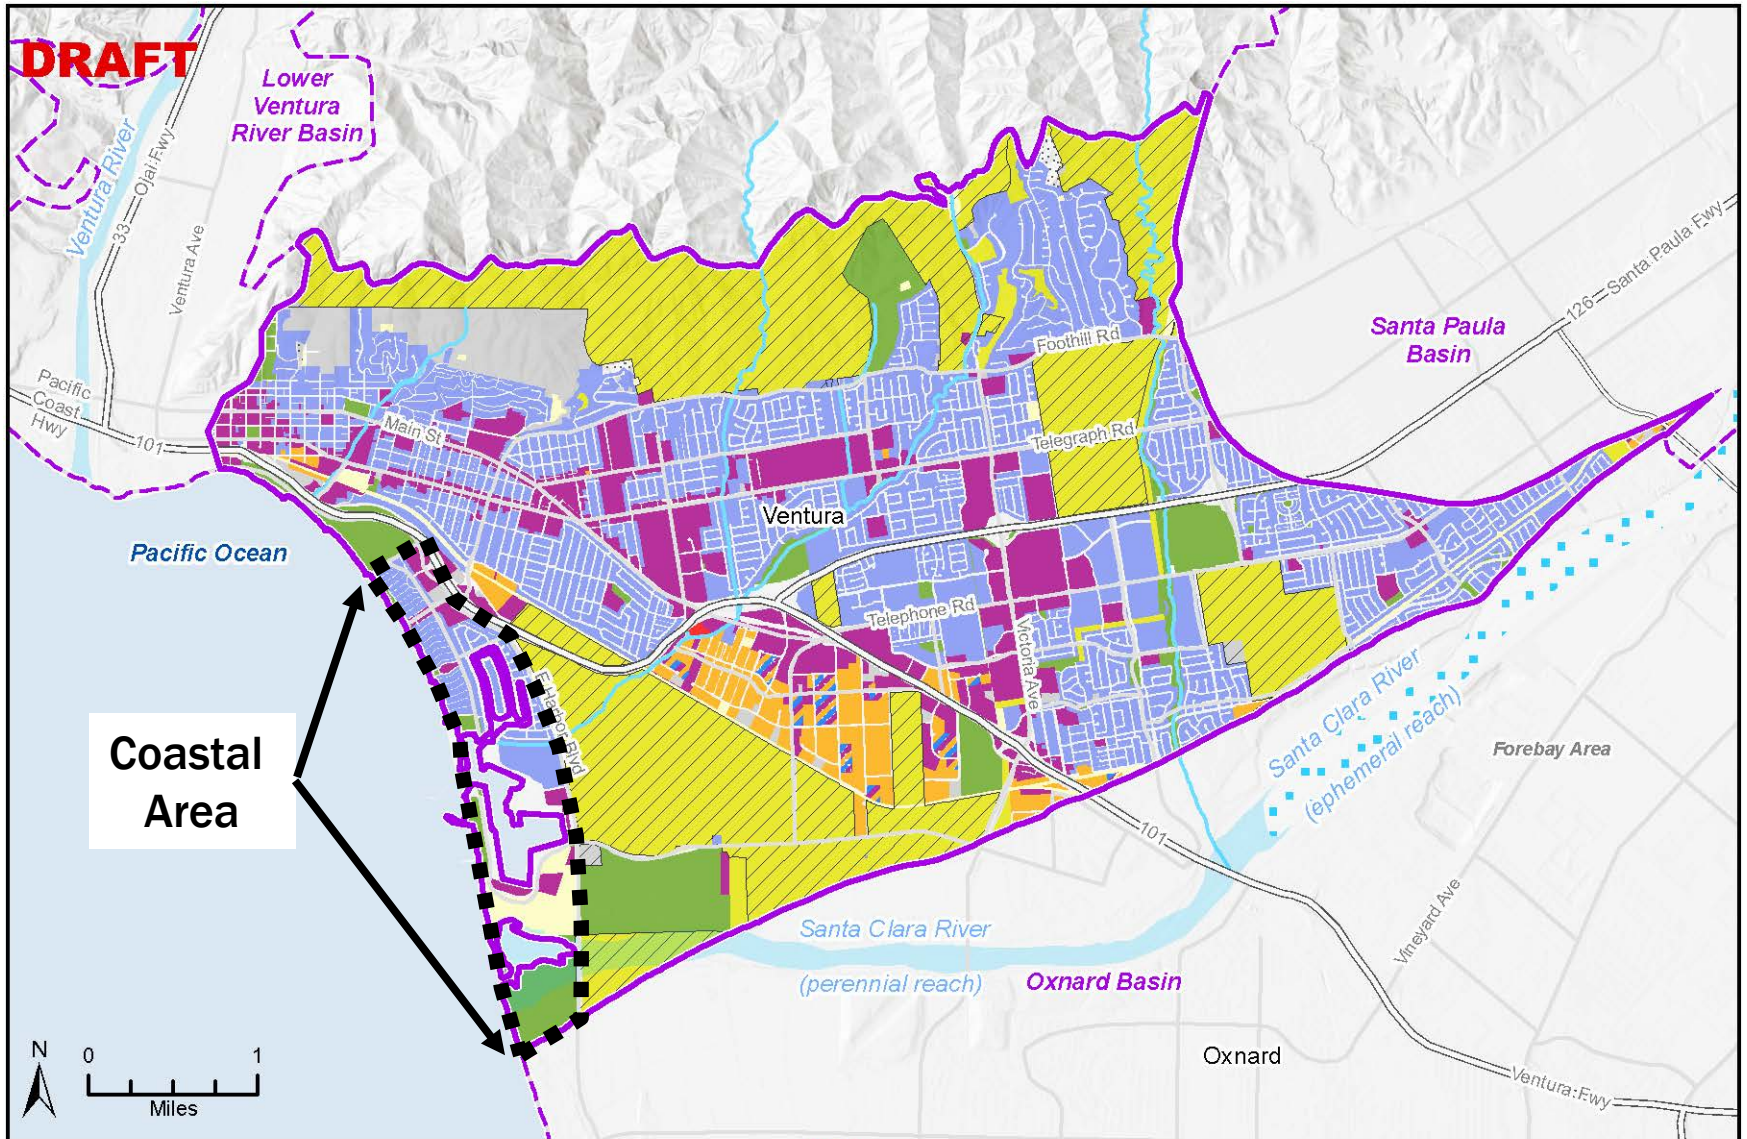 DRAFT
Lower
Ventura
River Basin
Ventura River
33
Ojai Fwy
Ventura Ave
Pacific
Coast
Hwy
101
Main St
Foothill Rd
Telegraph Rd
Santa Paula
Basin
126
Santa Paula Fwy
Pacific Ocean
Ventura
Telephone Rd
Victoria Ave
E Harbor Blvd
Coastal
Area
Santa Clara River
(ephemeral reach)
Forebay Area
101
Vineyard Ave
Santa Clara River
(perennial reach)
Oxnard Basin
Oxnard
Ventura Fwy
N
0 1
Miles